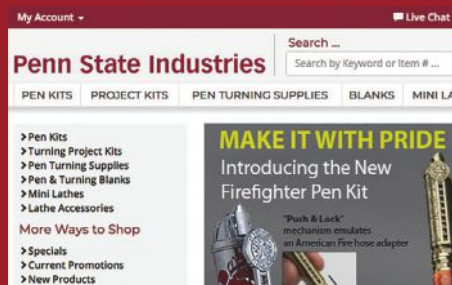 My Account
Live Chat
Penn State Industries
Search ...
Search by Keyword or Item # ...
PEN KITS PROJECT KITS PEN TURNING SUPPLIES BLANKS MINI LA
> Pen Kits
> Turning Project Kits
> Pen Turning Supplies
> Pen & Turning Blanks
> Mini Lathes
> Lathe Accessories
More Ways to Shop
> Specials
> Current Promotions
> New Products
MAKE IT WITH PRIDE
Introducing the New
Firefighter Pen Kit
"Push & Lock"
mechanism emulates
an American Fire hose adapter